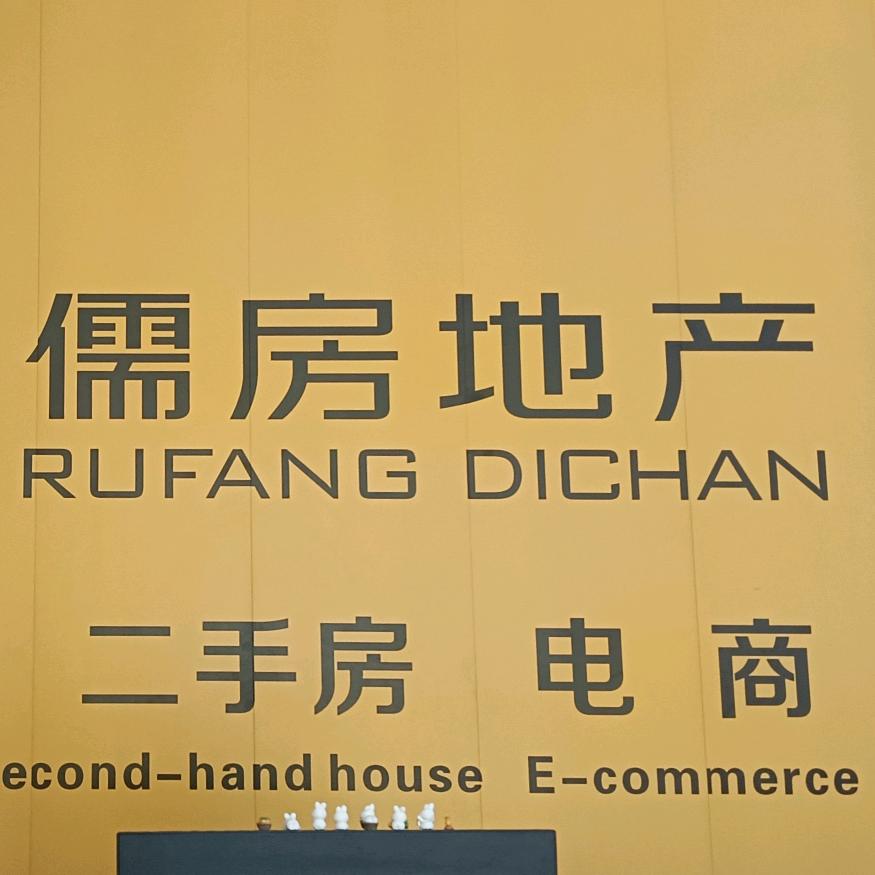 儒房地产
RUFANG DICHAN
二手房 电商
econd-hand house E-commerce